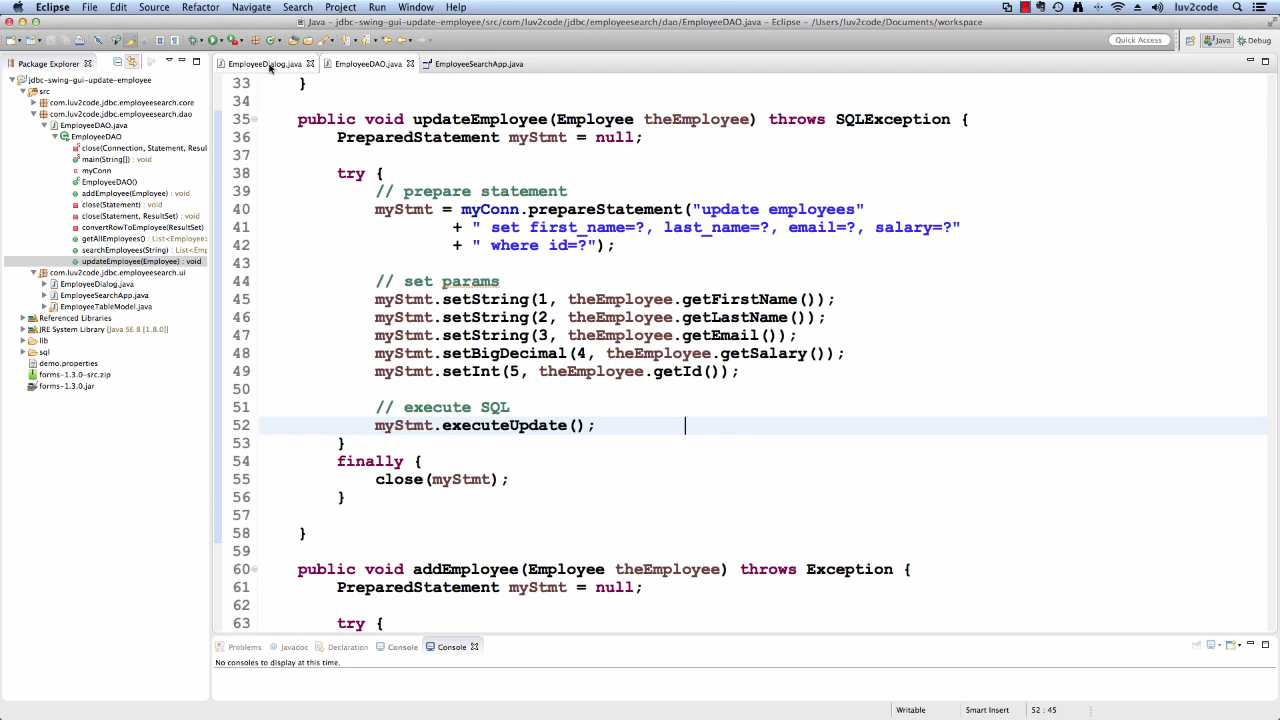 Eclipse File Edit Source Refactor Navigate Search Project Run Window Help luv2code
Java - jdbc-swing-gui-update-employee/src/com/luv2code/jdbc/employeesearch/dao/EmployeeDAO.java - Eclipse - /Users/luv2code/Documents/workspace
Quick Access Java Debug
Package Explorer
EmployeeDialog.java EmployeeDAO.java EmployeeSearchApp.java
jdbc-swing-gui-update-employee
src
com.luv2code.jdbc.employeesearch.core
com.luv2code.jdbc.employeesearch.dao
EmployeeDAO.java
EmployeeDAO
close(Connection, Statement, Resul
main(String[]) : void
myConn
EmployeeDAO()
addEmployee(Employee) : void
close(Statement) : void
close(Statement, ResultSet) : void
convertRowToEmployee(ResultSet)
getAllEmployees() : List<Employee>
searchEmployees(String) : List<Emp
updateEmployee(Employee) : void
com.luv2code.jdbc.employeesearch.ui
EmployeeDialog.java
EmployeeSearchApp.java
EmployeeTableModel.java
Referenced Libraries
JRE System Library [Java SE 8 [1.8.0]]
lib
sql
demo.properties
forms-1.3.0-src.zip
forms-1.3.0.jar
33 }
34
35 public void updateEmployee(Employee theEmployee) throws SQLException {
36 PreparedStatement myStmt = null;
37
38 try {
39 // prepare statement
40 myStmt = myConn.prepareStatement("update employees"
41 + " set first_name=?, last_name=?, email=?, salary=?"
42 + " where id=?");
43
44 // set params
45 myStmt.setString(1, theEmployee.getFirstName());
46 myStmt.setString(2, theEmployee.getLastName());
47 myStmt.setString(3, theEmployee.getEmail());
48 myStmt.setBigDecimal(4, theEmployee.getSalary());
49 myStmt.setInt(5, theEmployee.getId());
50
51 // execute SQL
52 myStmt.executeUpdate();
53 }
54 finally {
55 close(myStmt);
56 }
57
58 }
59
60 public void addEmployee(Employee theEmployee) throws Exception {
61 PreparedStatement myStmt = null;
62
63 try {
Problems Javadoc Declaration Console Console
No consoles to display at this time.
Writable Smart Insert 52 : 45